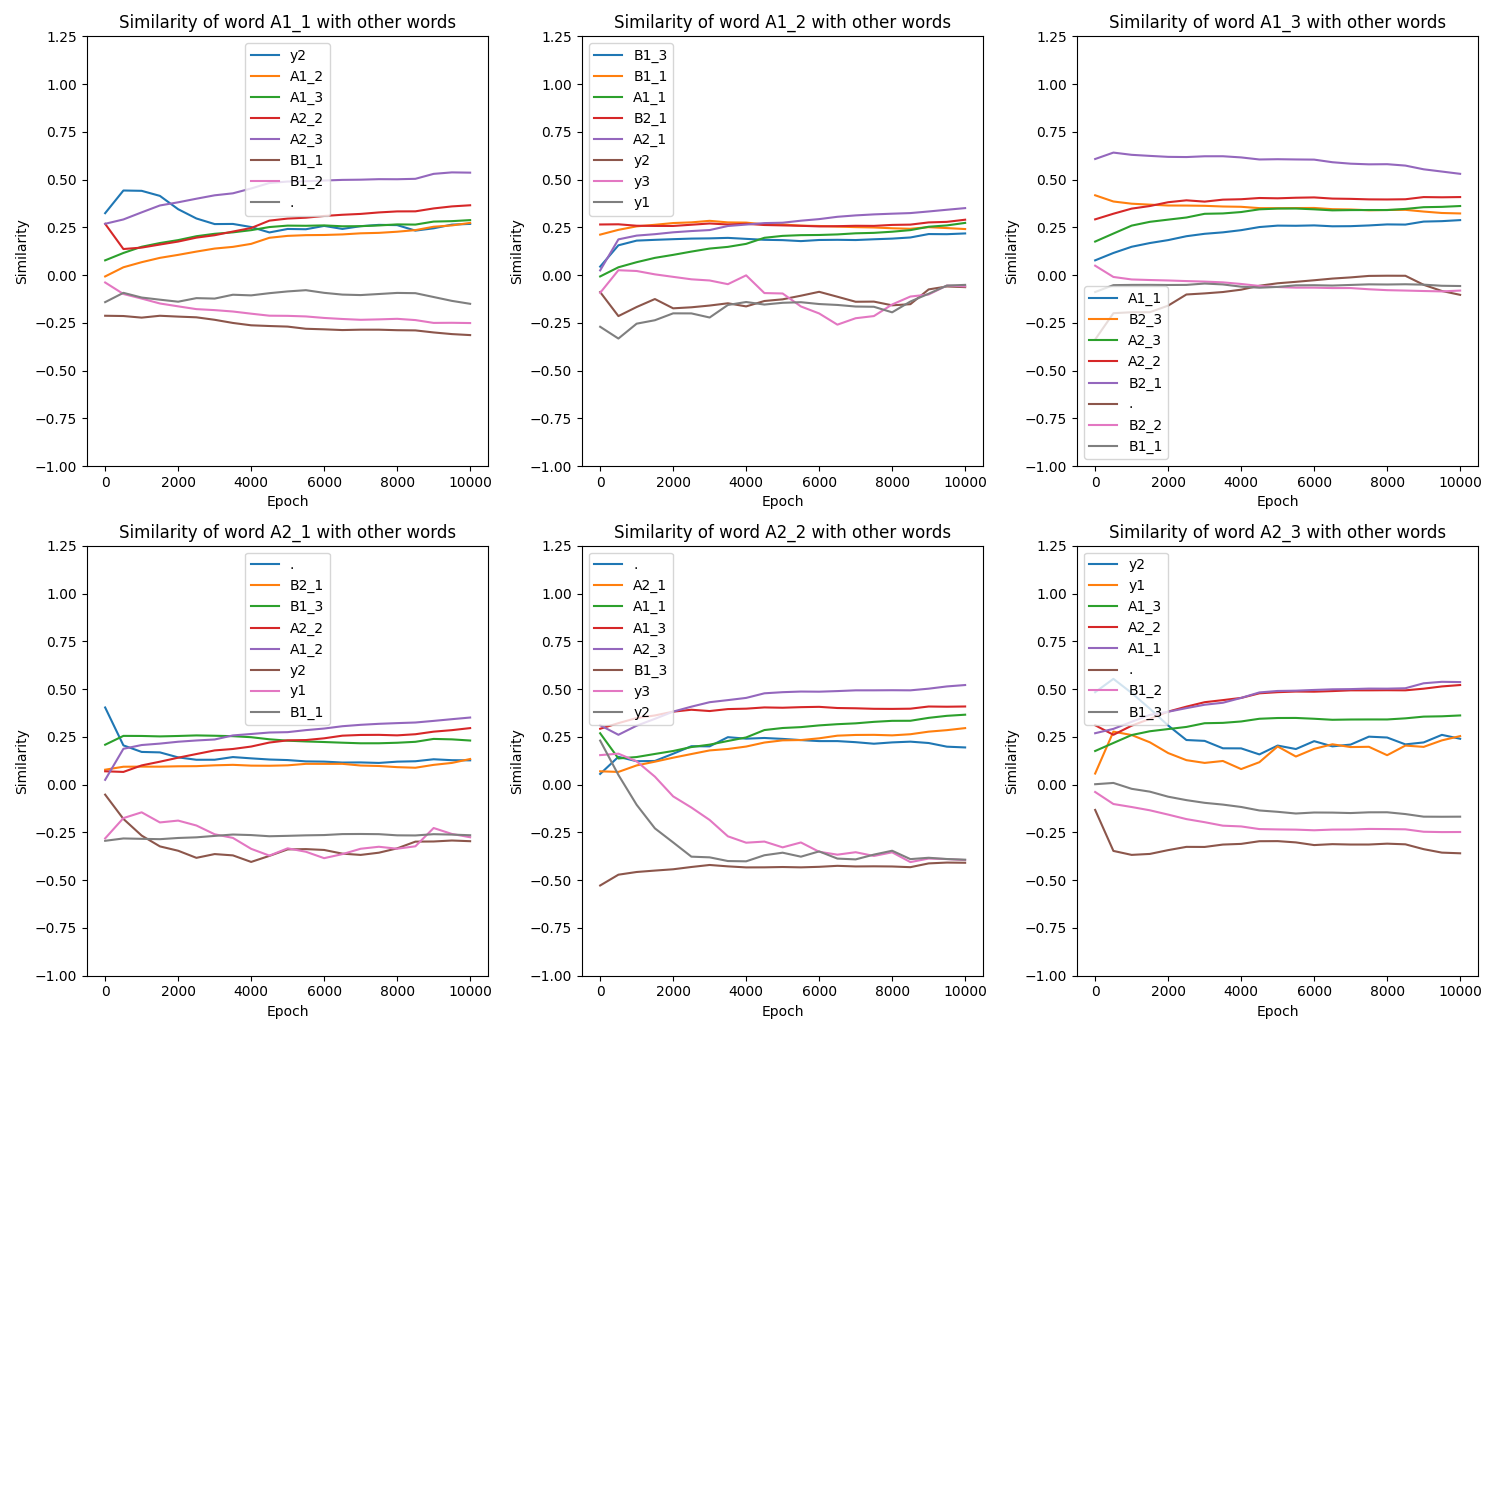 Similarity of word A1_1 with other words
1.25
1.00
0.75
0.50
0.25
0.00
−0.25
−0.50
−0.75
−1.00
Similarity
y2
A1_2
A1_3
A2_2
A2_3
B1_1
B1_2
.
0 2000 4000 6000 8000 10000
Epoch
Similarity of word A1_2 with other words
1.25
1.00
0.75
0.50
0.25
0.00
−0.25
−0.50
−0.75
−1.00
Similarity
B1_3
B1_1
A1_1
B2_1
A2_1
y2
y3
y1
0 2000 4000 6000 8000 10000
Epoch
Similarity of word A1_3 with other words
1.25
1.00
0.75
0.50
0.25
0.00
−0.25
−0.50
−0.75
−1.00
Similarity
A1_1
B2_3
A2_3
A2_2
B2_1
.
B2_2
B1_1
0 2000 4000 6000 8000 10000
Epoch
Similarity of word A2_1 with other words
1.25
1.00
0.75
0.50
0.25
0.00
−0.25
−0.50
−0.75
−1.00
Similarity
.
B2_1
B1_3
A2_2
A1_2
y2
y1
B1_1
0 2000 4000 6000 8000 10000
Epoch
Similarity of word A2_2 with other words
1.25
1.00
0.75
0.50
0.25
0.00
−0.25
−0.50
−0.75
−1.00
Similarity
.
A2_1
A1_1
A1_3
A2_3
B1_3
y3
y2
0 2000 4000 6000 8000 10000
Epoch
Similarity of word A2_3 with other words
1.25
1.00
0.75
0.50
0.25
0.00
−0.25
−0.50
−0.75
−1.00
Similarity
y2
y1
A1_3
A2_2
A1_1
.
B1_2
B1_3
0 2000 4000 6000 8000 10000
Epoch